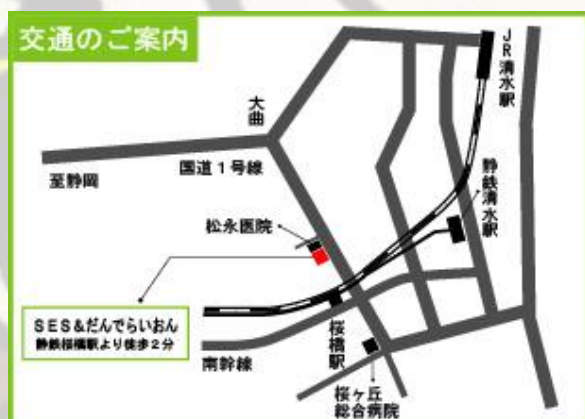 交通のご案内
JR清水駅
大曲
国道1号線
至静岡
静鉄清水駅
松永医院
SES&だんでらいおん
静鉄桜橋駅より徒歩2分
桜橋駅
南幹線
桜ヶ丘
総合病院